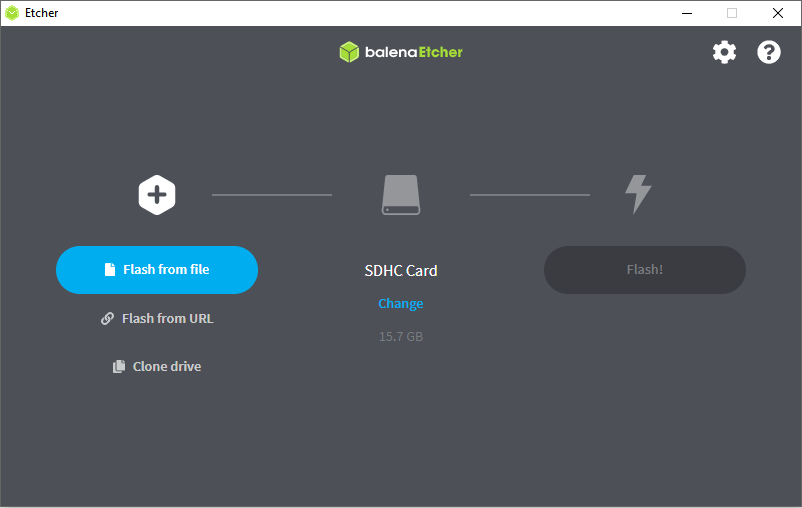 Etcher
balenaEtcher
Flash from file
Flash from URL
Clone drive
SDHC Card
Change
15.7 GB
Flash!